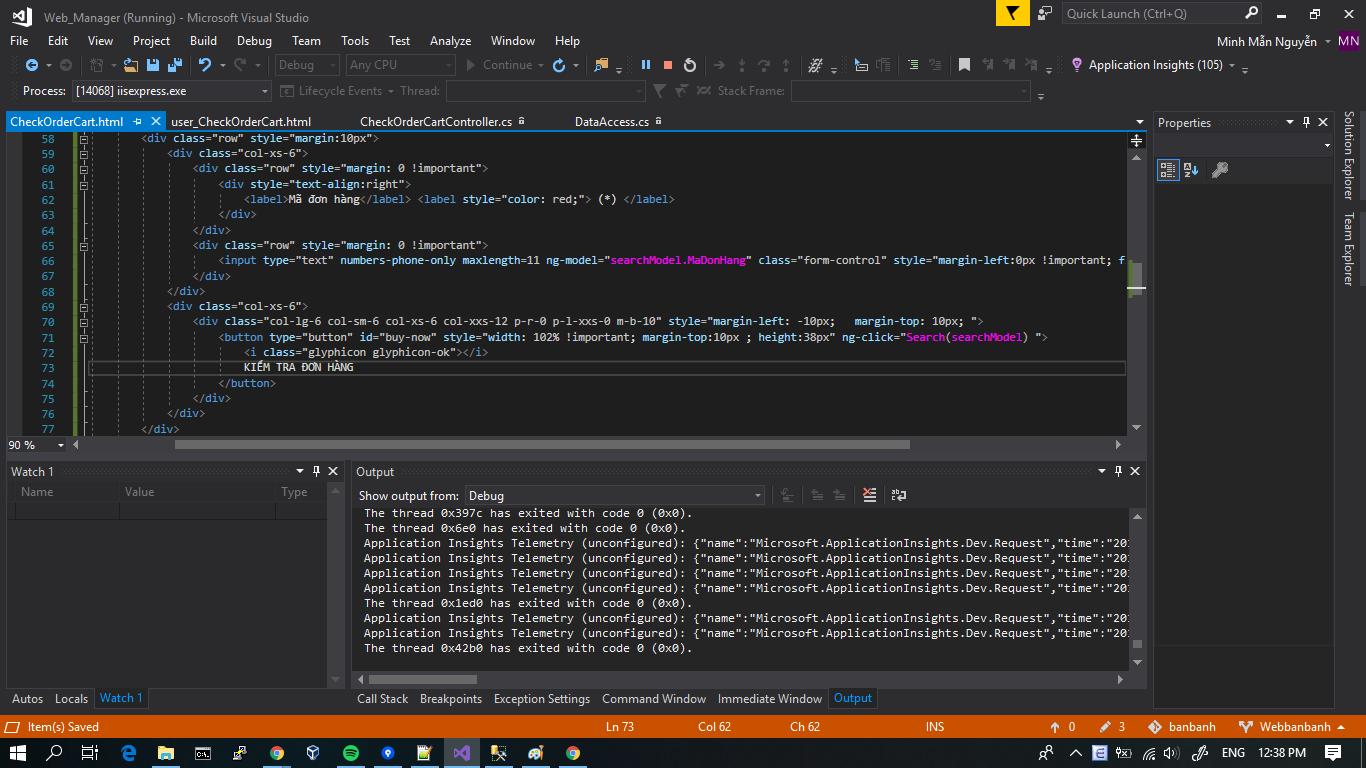 Web_Manager (Running) - Microsoft Visual Studio
Quick Launch (Ctrl+Q)
File Edit View Project Build Debug Team Tools Test Analyze Window Help
Minh Mẫn Nguyễn MN
Debug Any CPU Continue Application Insights (105)
Process: [14068] iisexpress.exe Lifecycle Events Thread: Stack Frame:
CheckOrderCart.html user_CheckOrderCart.html CheckOrderCartController.cs DataAccess.cs
58 <div class="row" style="margin:10px">
59 <div class="col-xs-6">
60 <div class="row" style="margin: 0 !important">
61 <div style="text-align:right">
62 <label>Mã đơn hàng</label> <label style="color: red;"> (*) </label>
63 </div>
64 </div>
65 <div class="row" style="margin: 0 !important">
66 <input type="text" numbers-phone-only maxlength=11 ng-model="searchModel.MaDonHang" class="form-control" style="margin-left:0px !important; f
67 </div>
68 </div>
69 <div class="col-xs-6">
70 <div class="col-lg-6 col-sm-6 col-xs-6 col-xxs-12 p-r-0 p-l-xxs-0 m-b-10" style="margin-left: -10px;   margin-top: 10px; ">
71 <button type="button" id="buy-now" style="width: 102% !important; margin-top:10px ; height:38px" ng-click="Search(searchModel) ">
72 <i class="glyphicon glyphicon-ok"></i>
73 KIỂM TRA ĐƠN HÀNG
74 </button>
75 </div>
76 </div>
77 </div>
90 %
Properties
Solution Explorer
Team Explorer
Watch 1
Name Value Type
Autos Locals Watch 1
Output
Show output from: Debug
The thread 0x397c has exited with code 0 (0x0).
The thread 0x6e0 has exited with code 0 (0x0).
Application Insights Telemetry (unconfigured): {"name":"Microsoft.ApplicationInsights.Dev.Request","time":"201
Application Insights Telemetry (unconfigured): {"name":"Microsoft.ApplicationInsights.Dev.Request","time":"201
Application Insights Telemetry (unconfigured): {"name":"Microsoft.ApplicationInsights.Dev.Request","time":"201
Application Insights Telemetry (unconfigured): {"name":"Microsoft.ApplicationInsights.Dev.Request","time":"201
The thread 0x1ed0 has exited with code 0 (0x0).
Application Insights Telemetry (unconfigured): {"name":"Microsoft.ApplicationInsights.Dev.Request","time":"201
Application Insights Telemetry (unconfigured): {"name":"Microsoft.ApplicationInsights.Dev.Request","time":"201
The thread 0x42b0 has exited with code 0 (0x0).
Call Stack Breakpoints Exception Settings Command Window Immediate Window Output
Item(s) Saved Ln 73 Col 62 Ch 62 INS 0 3 banbanh Webbanbanh
ENG 12:38 PM